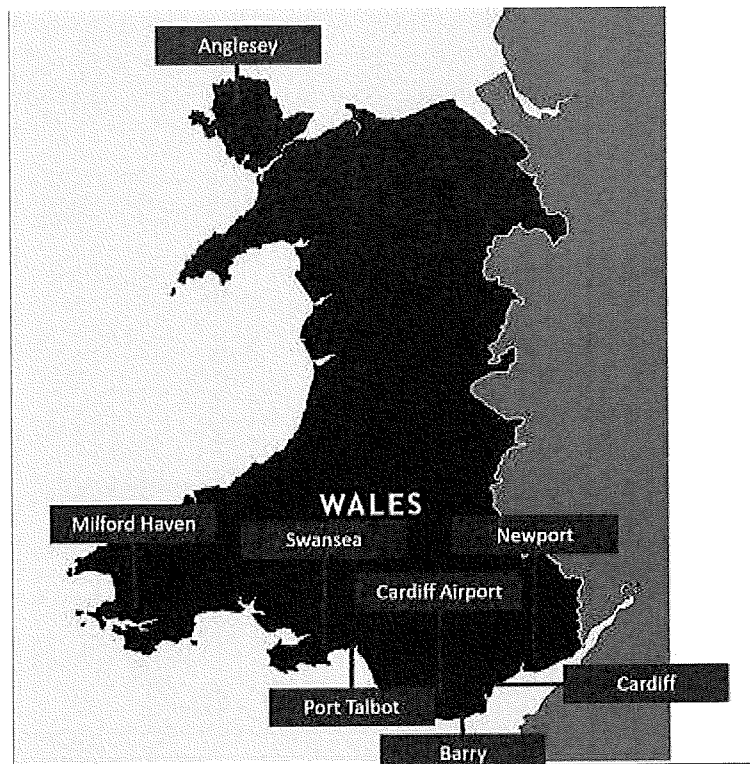 Anglesey
WALES
Milford Haven
Swansea
Newport
Cardiff Airport
Cardiff
Port Talbot
Barry